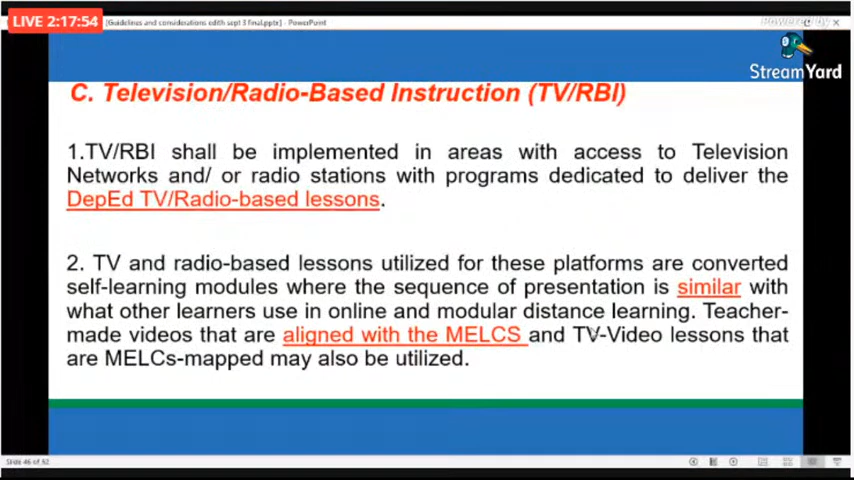 LIVE 2:17:54
[Guidelines and considerations edith sept 3 final.pptx] - PowerPoint
Powered by
StreamYard
C. Television/Radio-Based Instruction (TV/RBI)
1.TV/RBI shall be implemented in areas with access to Television
Networks and/ or radio stations with programs dedicated to deliver the
DepEd TV/Radio-based lessons.
2. TV and radio-based lessons utilized for these platforms are converted
self-learning modules where the sequence of presentation is similar with
what other learners use in online and modular distance learning. Teacher-
made videos that are aligned with the MELCS and TV-Video lessons that
are MELCs-mapped may also be utilized.